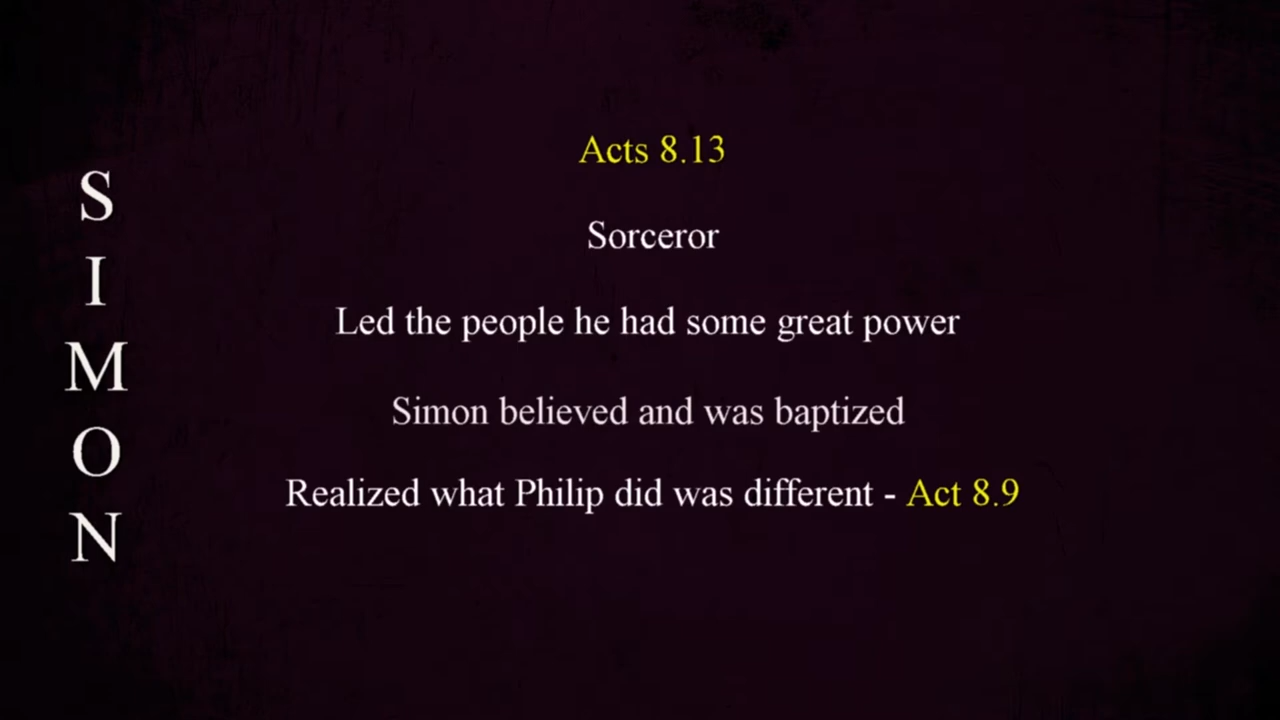 SIMON
Acts 8.13
Sorceror
Led the people he had some great power
Simon believed and was baptized
Realized what Philip did was different - Act 8.9